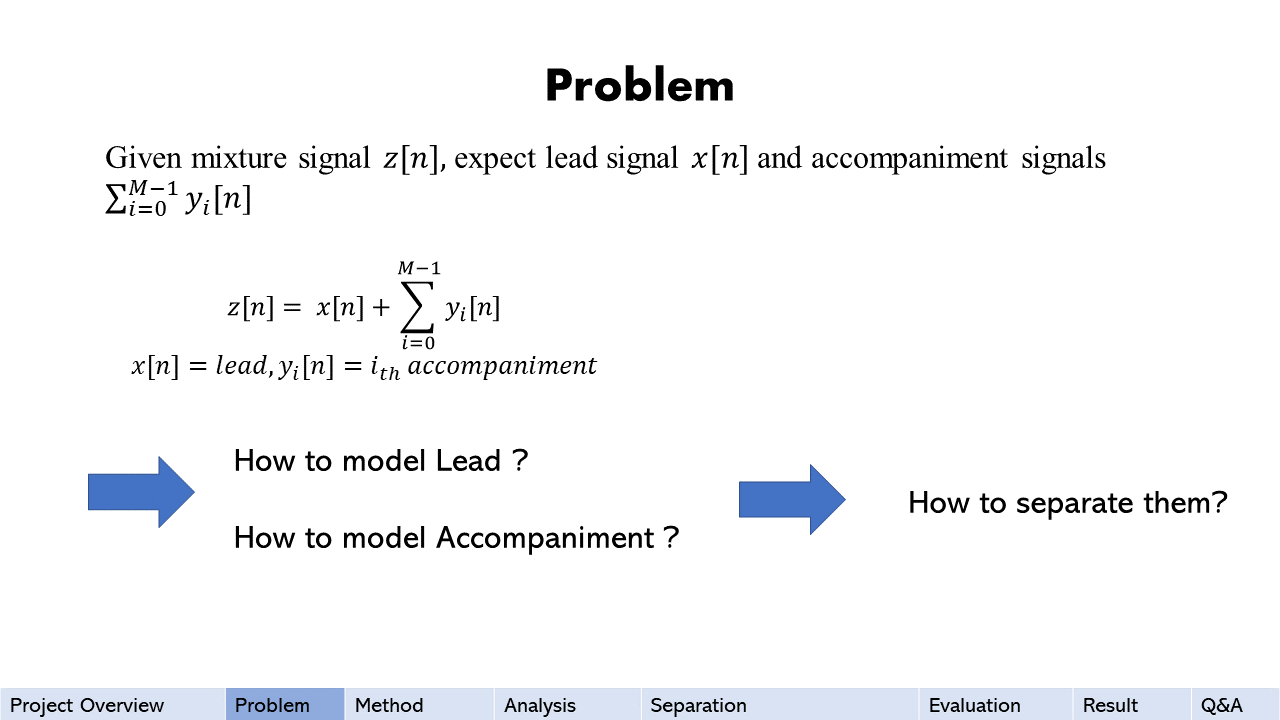 Problem
Given mixture signal z[n], expect lead signal x[n] and accompaniment signals
∑_{i=0}^{M−1} y_i[n]
z[n] = x[n] + ∑_{i=0}^{M−1} y_i[n]
x[n] = lead, y_i[n] = i_{th} accompaniment
How to model Lead ?
How to model Accompaniment ?
How to separate them?
Project Overview Problem Method Analysis Separation Evaluation Result Q&A